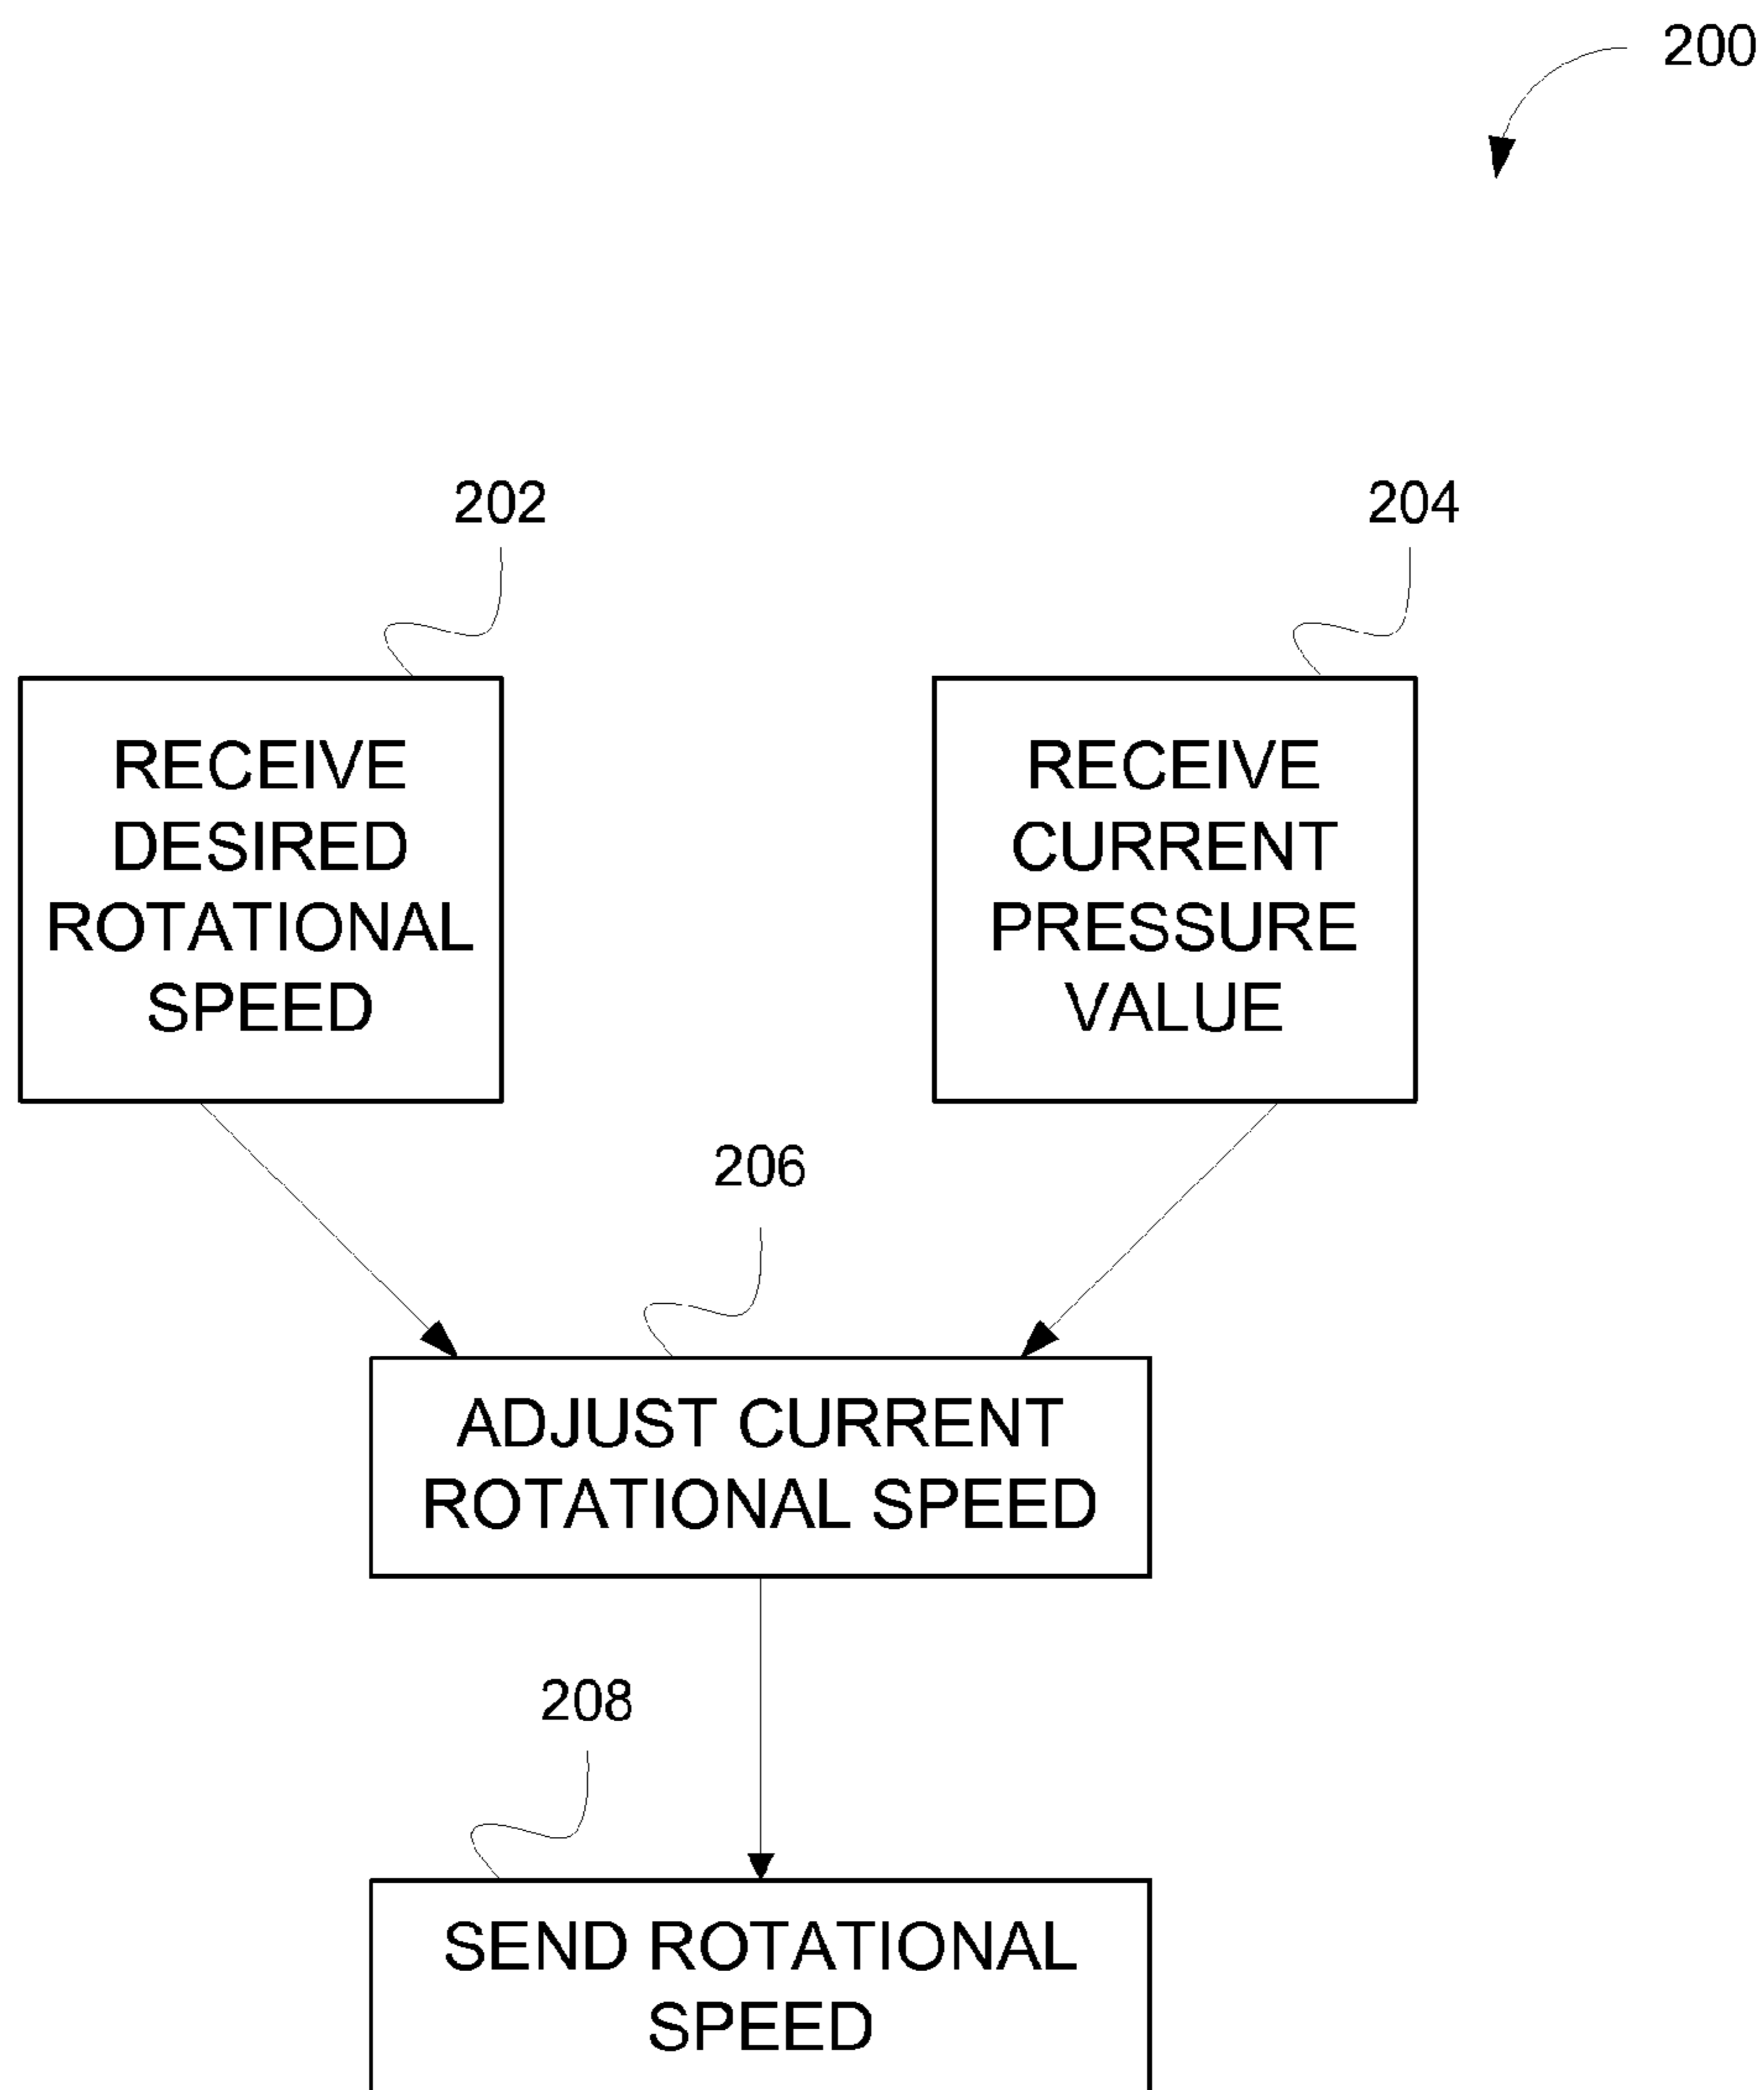 200
202
204
RECEIVE
DESIRED
ROTATIONAL
SPEED
RECEIVE
CURRENT
PRESSURE
VALUE
206
ADJUST CURRENT
ROTATIONAL SPEED
208
SEND ROTATIONAL
SPEED